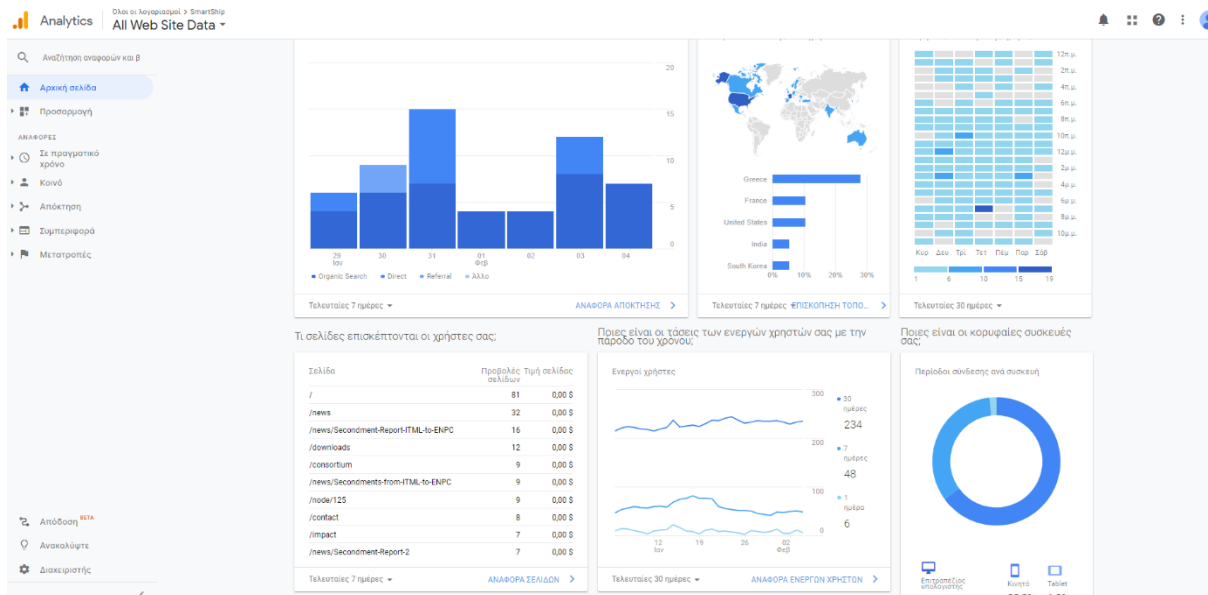 Analytics
Όλοι οι λογαριασμοί > SmartShip
All Web Site Data
Αναζήτηση αναφορών και β
Αρχική σελίδα
Προσαρμογή
ΑΝΑΦΟΡΕΣ
Σε πραγματικό
χρόνο
Κοινό
Απόκτηση
Συμπεριφορά
Μετατροπές
Απόδοση BETA
Ανακαλύψτε
Διαχειριστής
20
15
10
5
0
29
Ιαν
30
31
01
Φεβ
02
03
04
Organic Search
Direct
Referral
Άλλο
Τελευταίες 7 ημέρες
ΑΝΑΦΟΡΑ ΑΠΟΚΤΗΣΗΣ
Greece
France
United States
India
South Korea
0% 10% 20% 30%
Τελευταίες 7 ημέρες
ΕΠΙΣΚΟΠΗΣΗ ΤΟΠΟ...
12π.μ.
2π.μ.
4π.μ.
6π.μ.
8π.μ.
10π.μ.
12μ.μ.
2μ.μ.
4μ.μ.
6μ.μ.
8μ.μ.
10μ.μ.
Κυρ Δευ Τρί Τετ Πέμ Παρ Σάβ
1 6 10 15 19
Τελευταίες 30 ημέρες
Τι σελίδες επισκέπτονται οι χρήστες σας;
Σελίδα Προβολές Τιμή σελίδας
σελίδων
/ 81 0,00 $
/news 32 0,00 $
/news/Secondment-Report-ITML-to-ENPC 16 0,00 $
/downloads 12 0,00 $
/consortium 9 0,00 $
/news/Secondments-from-ITML-to-ENPC 9 0,00 $
/node/125 9 0,00 $
/contact 8 0,00 $
/impact 7 0,00 $
/news/Secondment-Report-2 7 0,00 $
Τελευταίες 7 ημέρες
ΑΝΑΦΟΡΑ ΣΕΛΙΔΩΝ
Ποιες είναι οι τάσεις των ενεργών χρηστών σας με την
πάροδο του χρόνου;
Ενεργοί χρήστες
300
200
100
0
12
Ιαν
19
26
02
Φεβ
30
ημέρες
234
7
ημέρες
48
1
ημέρα
6
Τελευταίες 30 ημέρες
ΑΝΑΦΟΡΑ ΕΝΕΡΓΩΝ ΧΡΗΣΤΩΝ
Ποιες είναι οι κορυφαίες συσκευές
σας;
Περίοδοι σύνδεσης ανά συσκευή
Επιτραπέζιος
υπολογιστής
Κινητό
Tablet